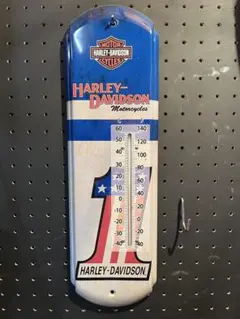 MOTOR
HARLEY-DAVIDSON
CYCLES
HARLEY-
DAVIDSON
Motorcycles
60 140
50 120
40 100
30 80
20 60
10 40
0 20
-10 0
-20
-30 -20
-40 -40
HARLEY-DAVIDSON